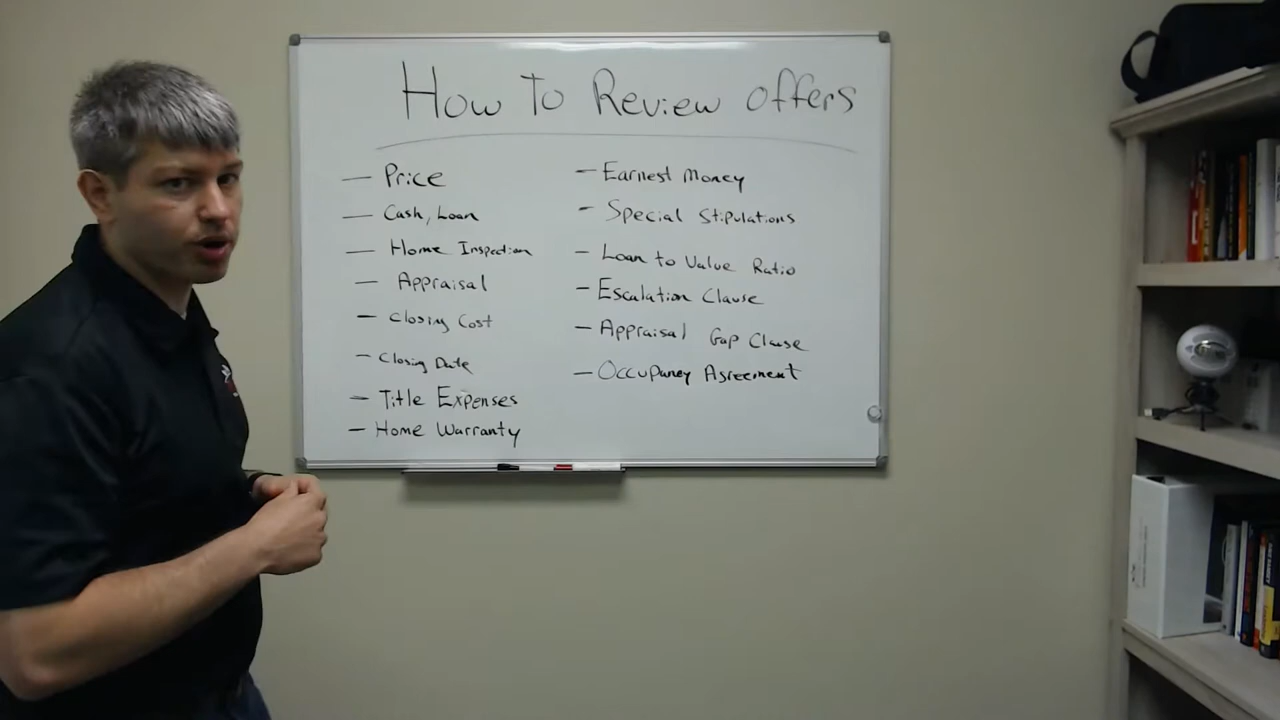 How To Review offers
— Price
— Cash, Loan
— Home Inspection
— Appraisal
— Closing Cost
— Closing Date
— Title Expenses
— Home Warranty
— Earnest Money
— Special Stipulations
— Loan to Value Ratio
— Escalation Clause
— Appraisal Gap Clause
— Occupancy Agreement